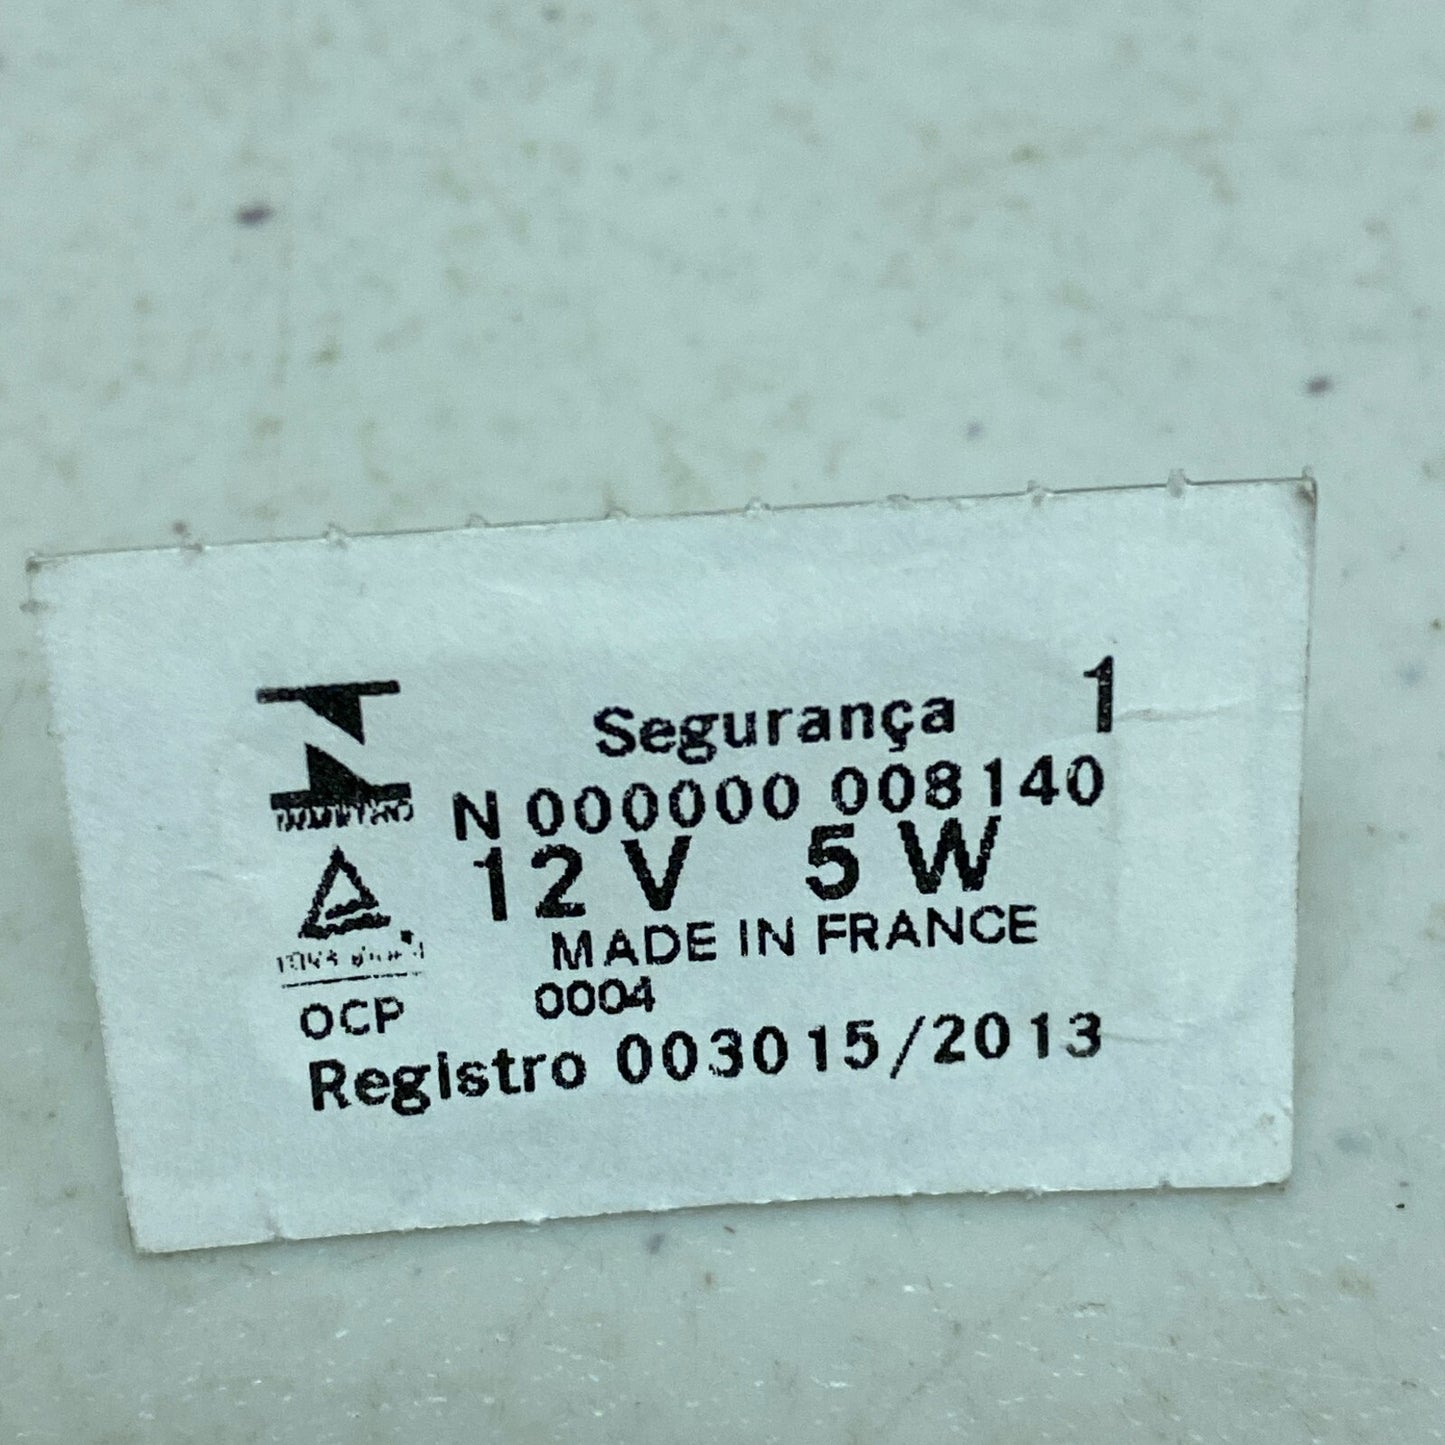 Segurança 1
N 000000 008140
12 V 5 W
MADE IN FRANCE
OCP 0004
Registro 003015/2013